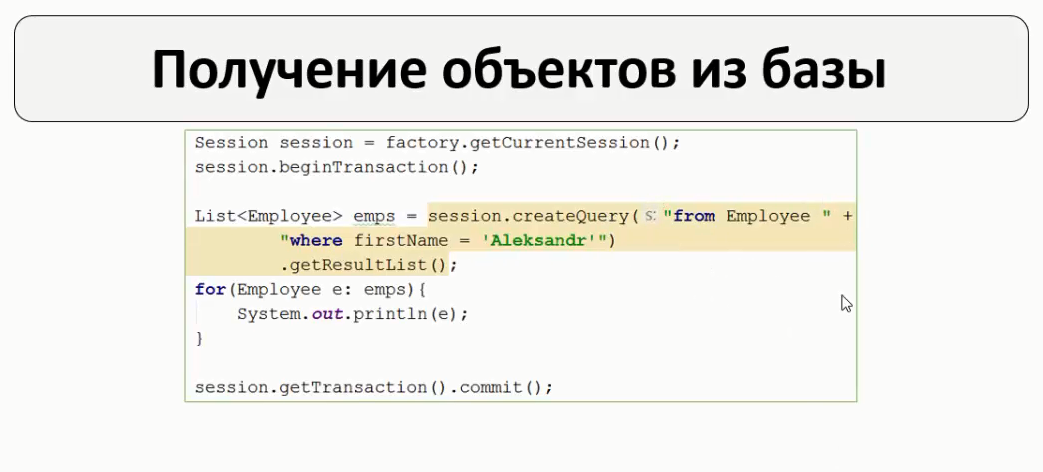 Получение объектов из базы
Session session = factory.getCurrentSession();
session.beginTransaction();
List<Employee> emps = session.createQuery( s: "from Employee " +
"where firstName = 'Aleksandr'")
.getResultList();
for(Employee e: emps){
System.out.println(e);
}
session.getTransaction().commit();